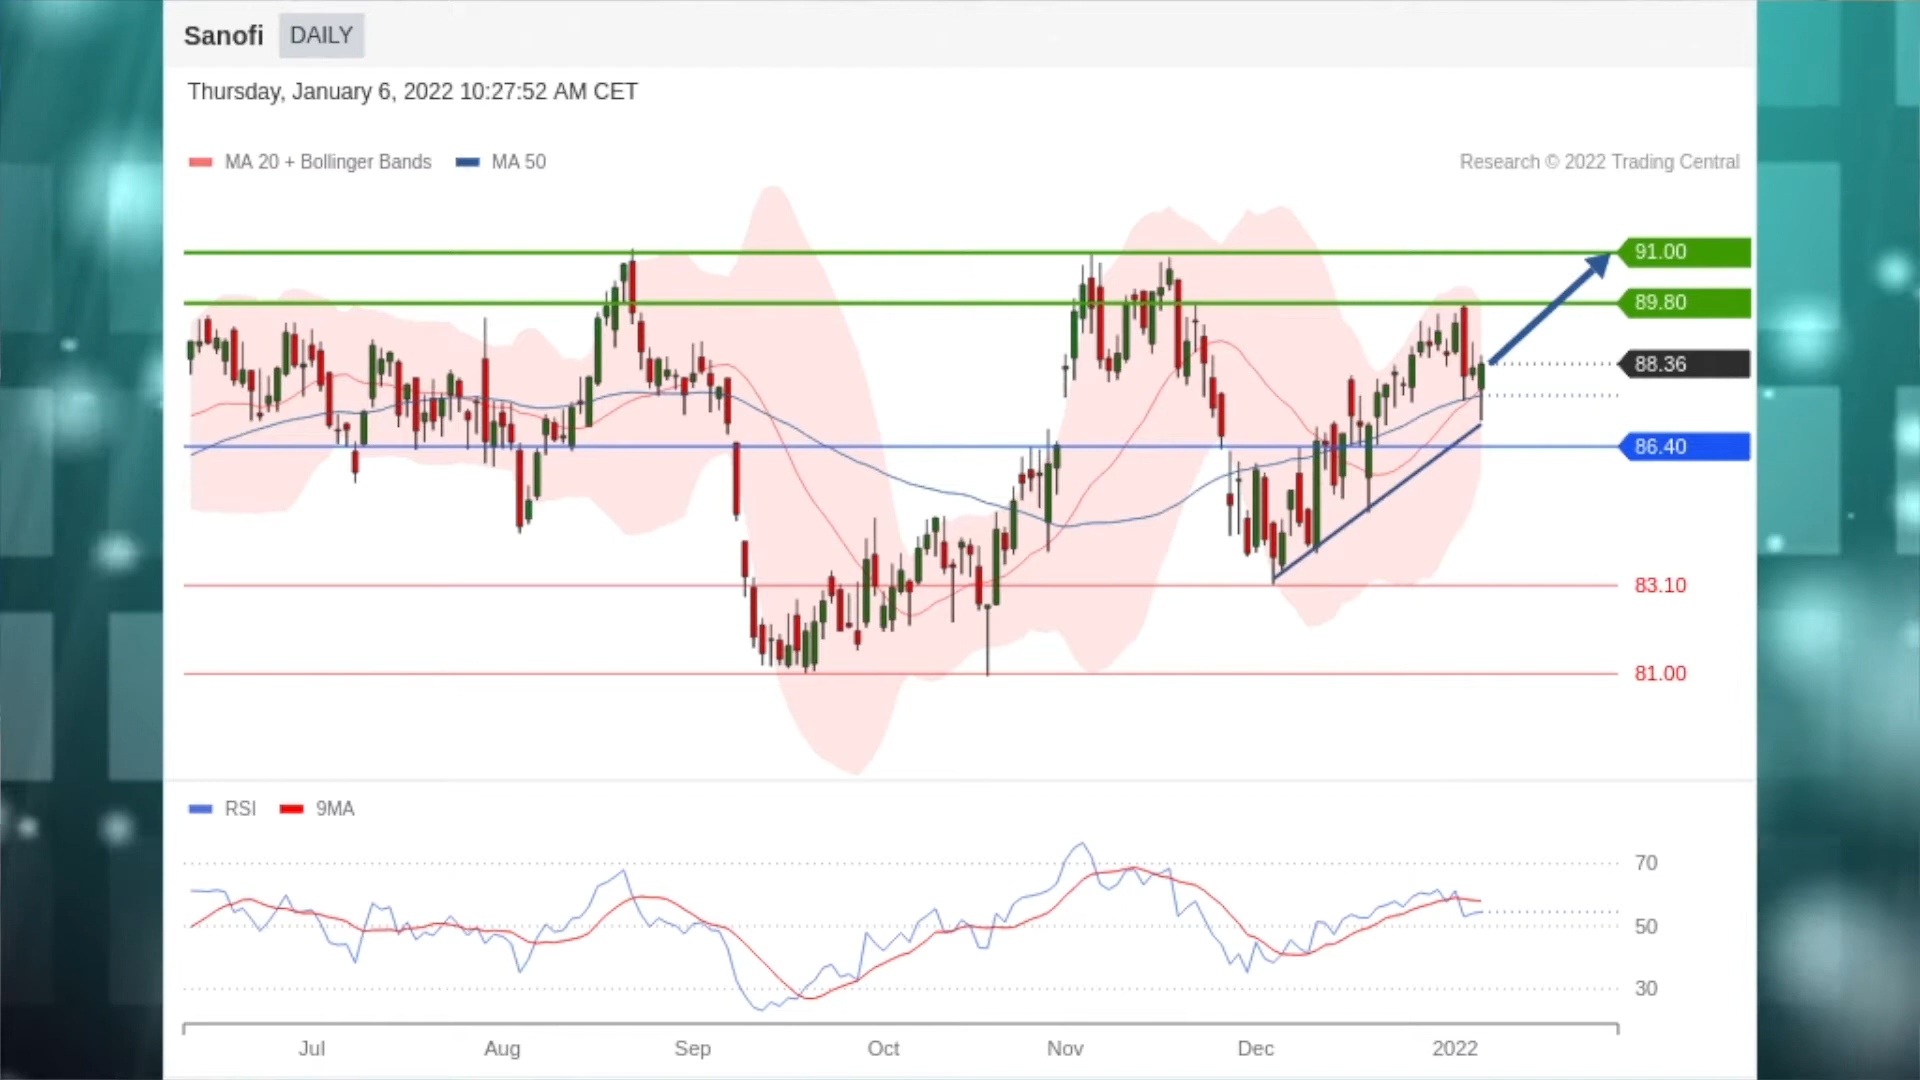 Sanofi DAILY
Thursday, January 6, 2022 10:27:52 AM CET
MA 20 + Bollinger Bands MA 50 Research © 2022 Trading Central
91.00
89.80
88.36
86.40
83.10
81.00
RSI 9MA
70
50
30
Jul Aug Sep Oct Nov Dec 2022